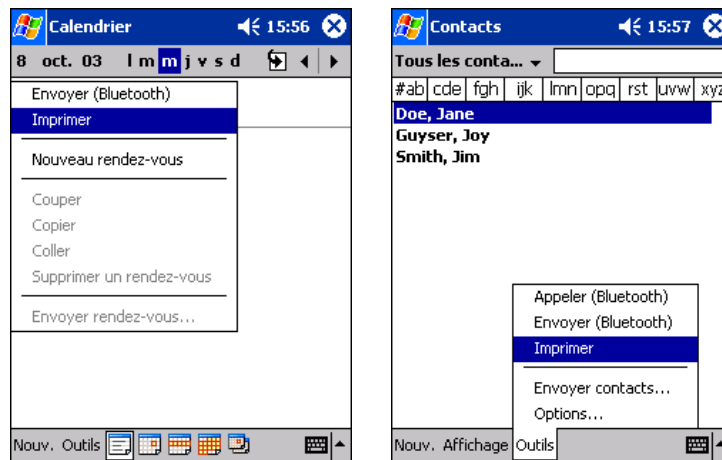 Calendrier 15:56
8 oct. 03 l m m j v s d
Envoyer (Bluetooth)
Imprimer
Nouveau rendez-vous
Couper
Copier
Coller
Supprimer un rendez-vous
Envoyer rendez-vous...
Nouv. Outils
Contacts 15:57
Tous les conta...
#ab cde fgh ijk lmn opq rst uvw xyz
Doe, Jane
Guyser, Joy
Smith, Jim
Appeler (Bluetooth)
Envoyer (Bluetooth)
Imprimer
Envoyer contacts...
Options...
Nouv. Affichage Outils